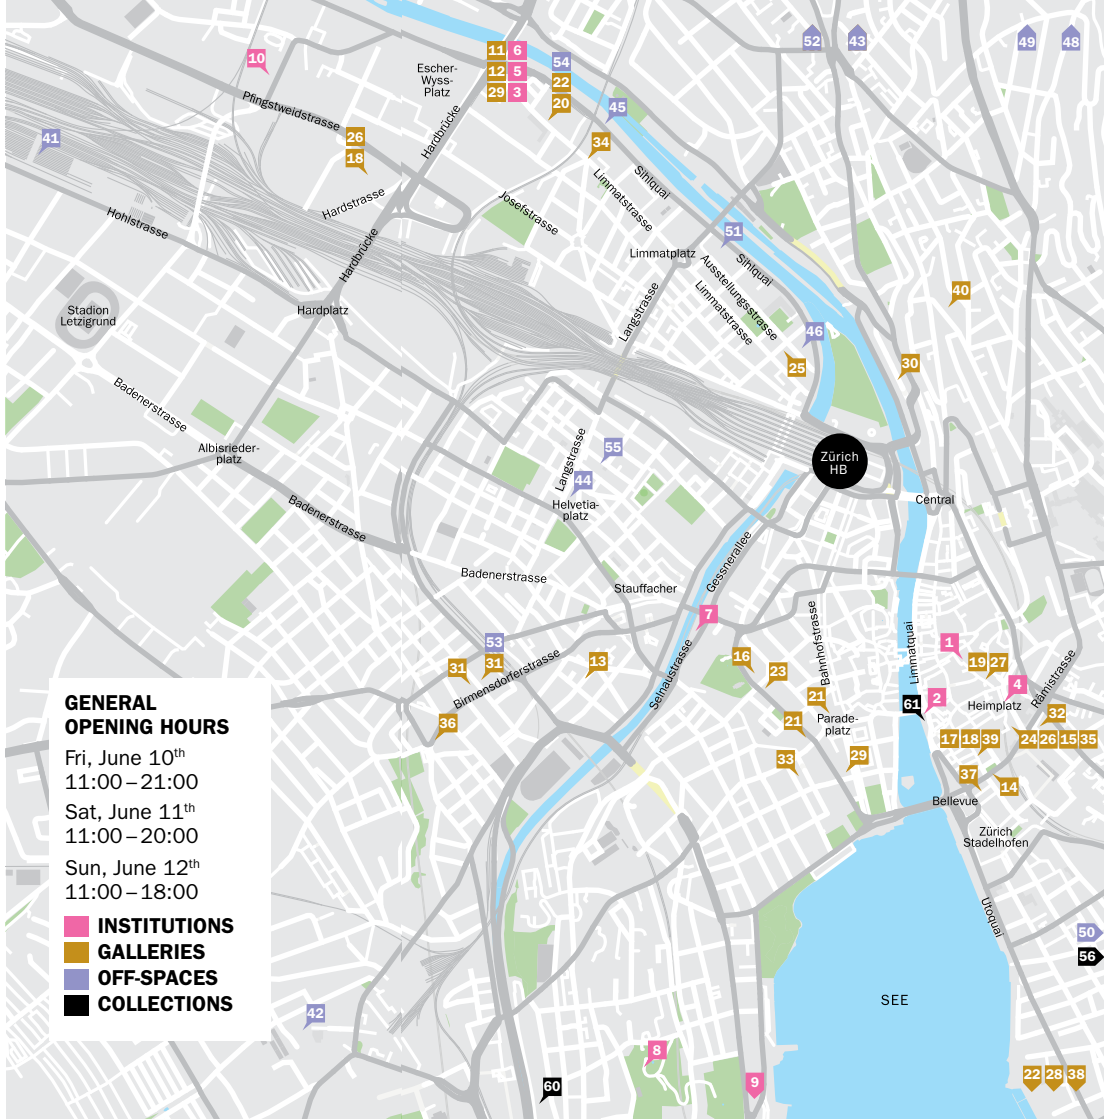 52
43
49
48
10
11 6
12 5
29 3
54
22
20
45
Escher-
Wyss-
Platz
Pfingstweidstrasse
Hardbrücke
41
26
18
34
Sihlquai
Limmatstrasse
Josefstrasse
Hardstrasse
Hohlstrasse
Hardbrücke
51
Limmatplatz
Sihlquai
Ausstellungsstrasse
Limmatstrasse
Langstrasse
40
Stadion
Letzigrund
Hardplatz
46
25
30
Badenerstrasse
Albisrieder-
platz
Langstrasse
55
44
Helvetia-
platz
Zürich
HB
Central
Badenerstrasse
Badenerstrasse
Stauffacher
Gessnerallee
7
Bahnhofstrasse
Limmatquai
1
19 27
4
Rämistrasse
Heimplatz
53
31
31
13
Birmensdorferstrasse
Selnaustrasse
16
23
21
21
Parade-
platz
61
2
32
36
17 18 39
24 26 15 35
33
29
37
14
Bellevue
Zürich
Stadelhofen
Utoquai
50
56
SEE
GENERAL
OPENING HOURS
Fri, June 10th
11:00–21:00
Sat, June 11th
11:00–20:00
Sun, June 12th
11:00–18:00
INSTITUTIONS
GALLERIES
OFF-SPACES
COLLECTIONS
42
8
60
9
22 28 38